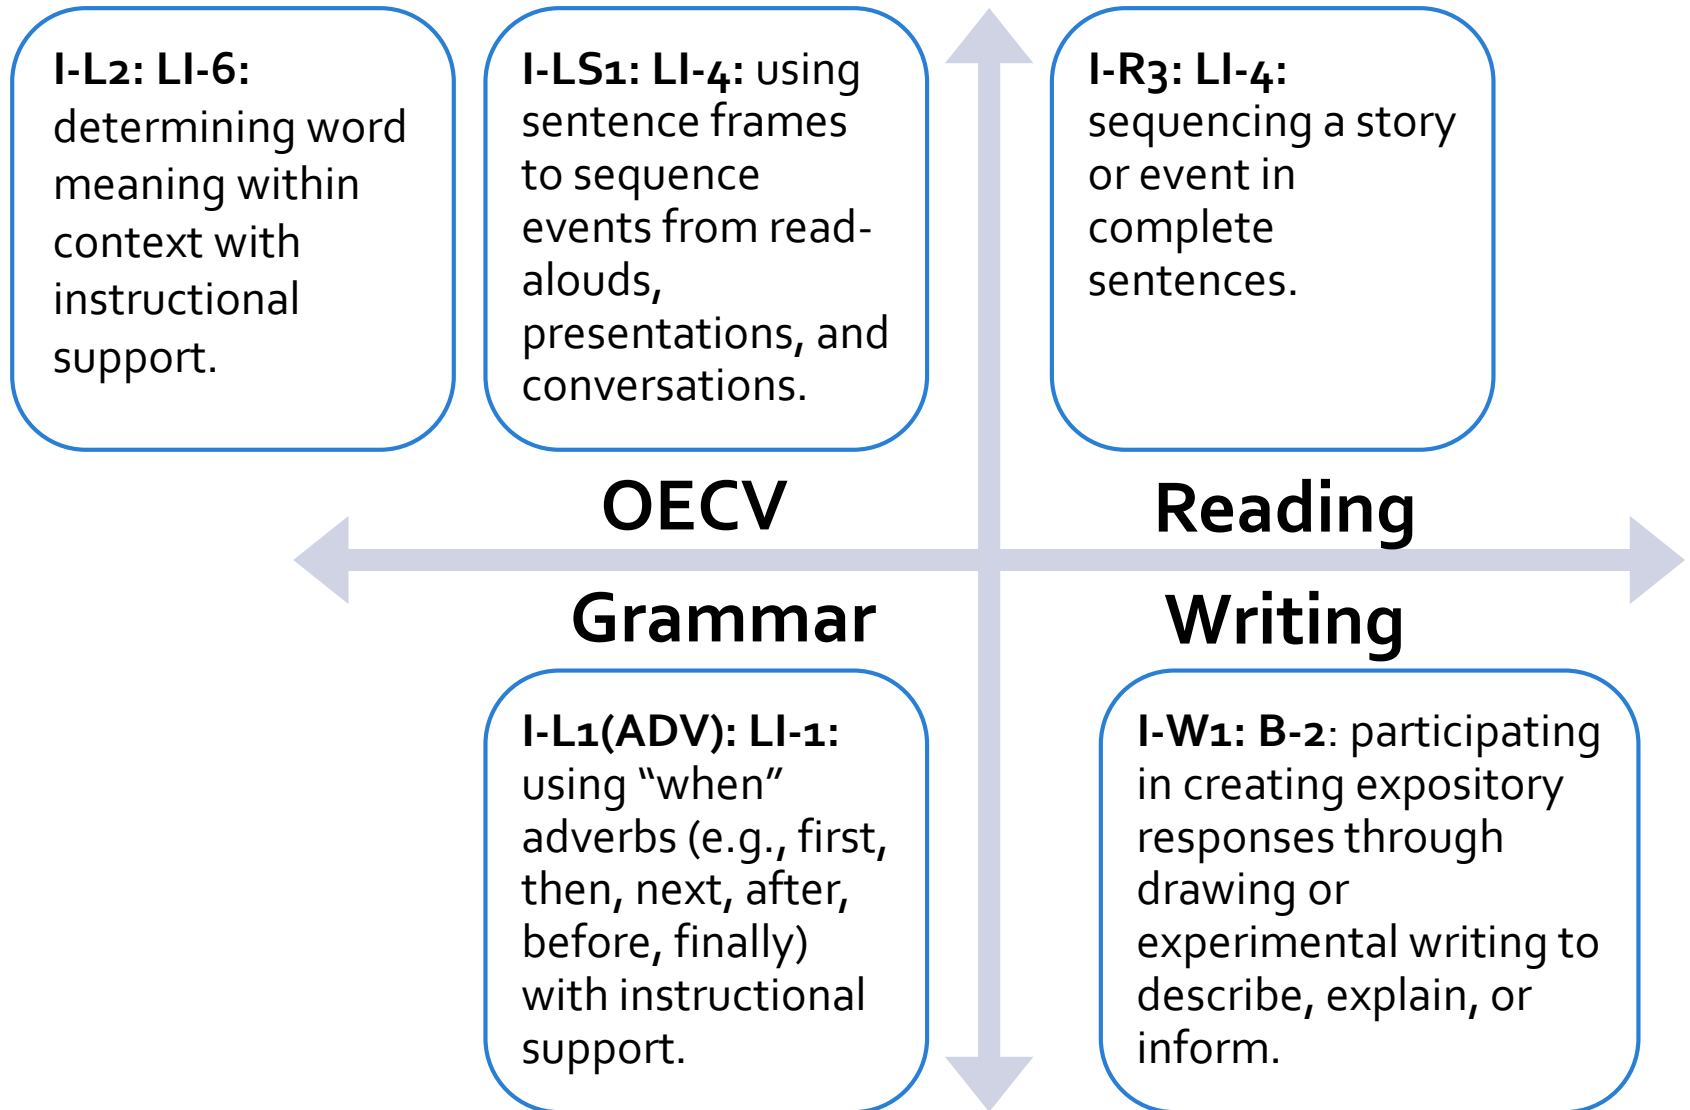 I-L2: LI-6:
determining word
meaning within
context with
instructional
support.
I-LS1: LI-4: using
sentence frames
to sequence
events from read-
alouds,
presentations, and
conversations.
I-R3: LI-4:
sequencing a story
or event in
complete
sentences.
OECV
Reading
Grammar
Writing
I-L1(ADV): LI-1:
using “when”
adverbs (e.g., first,
then, next, after,
before, finally)
with instructional
support.
I-W1: B-2: participating
in creating expository
responses through
drawing or
experimental writing to
describe, explain, or
inform.